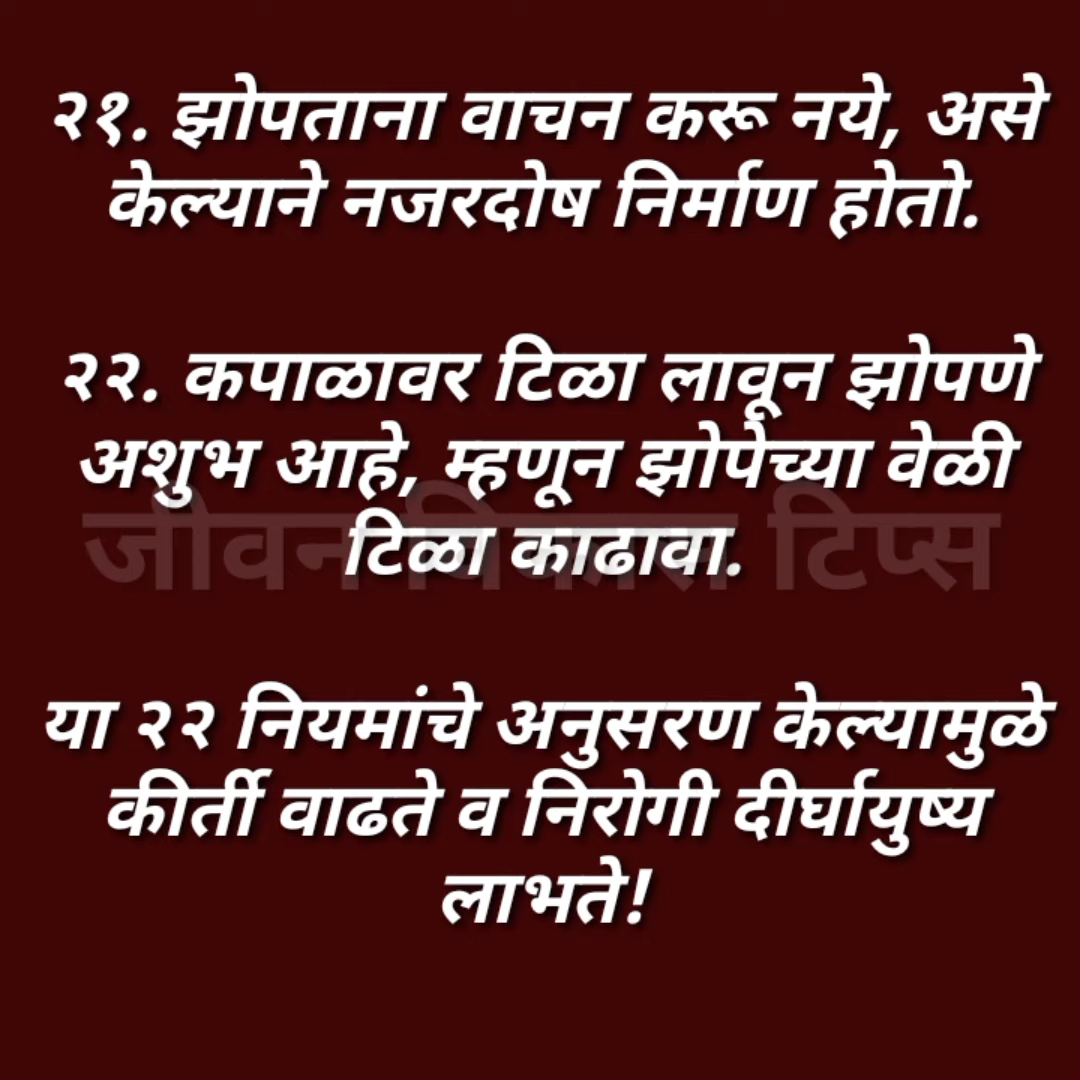 २१. झोपताना वाचन करू नये, असे
केल्याने नजरदोष निर्माण होतो.
२२. कपाळावर टिळा लावून झोपणे
अशुभ आहे, म्हणून झोपेच्या वेळी
टिळा काढावा.
जीवन विकास टिप्स
या २२ नियमांचे अनुसरण केल्यामुळे
कीर्ती वाढते व निरोगी दीर्घायुष्य
लाभते!